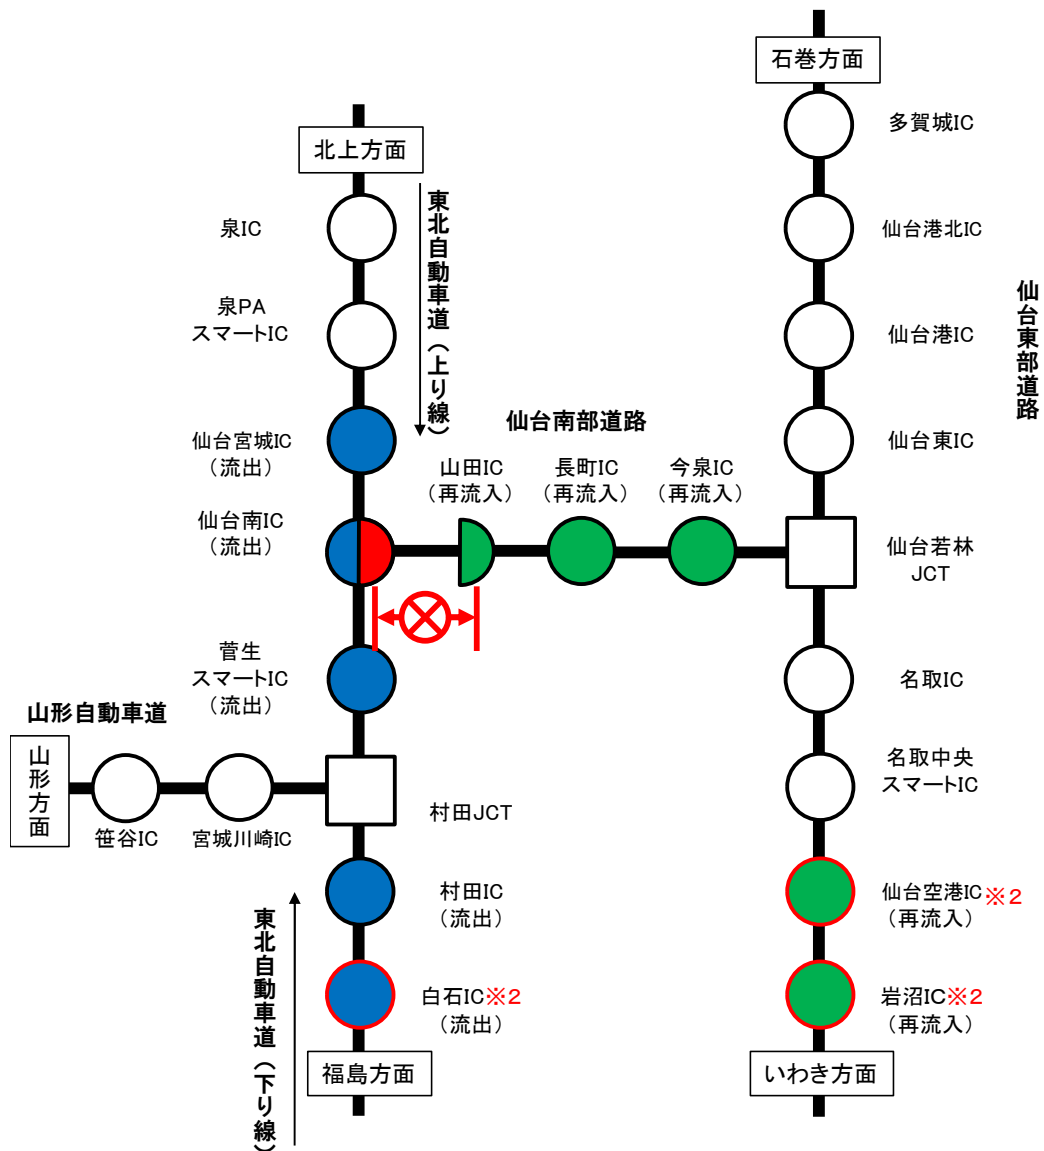 石巻方面
多賀城IC
北上方面
東北自動車道（上り線）
泉IC
仙台港北IC
仙台東部道路
泉PA
スマートIC
仙台港IC
仙台宮城IC
（流出）
仙台南部道路
仙台東IC
山田IC
（再流入）
長町IC
（再流入）
今泉IC
（再流入）
仙台南IC
（流出）
仙台若林
JCT
菅生
スマートIC
（流出）
名取IC
山形自動車道
山形方面
笹谷IC
宮城川崎IC
村田JCT
名取中央
スマートIC
村田IC
（流出）
仙台空港IC※2
（再流入）
東北自動車道（下り線）
白石IC※2
（流出）
岩沼IC※2
（再流入）
福島方面
いわき方面